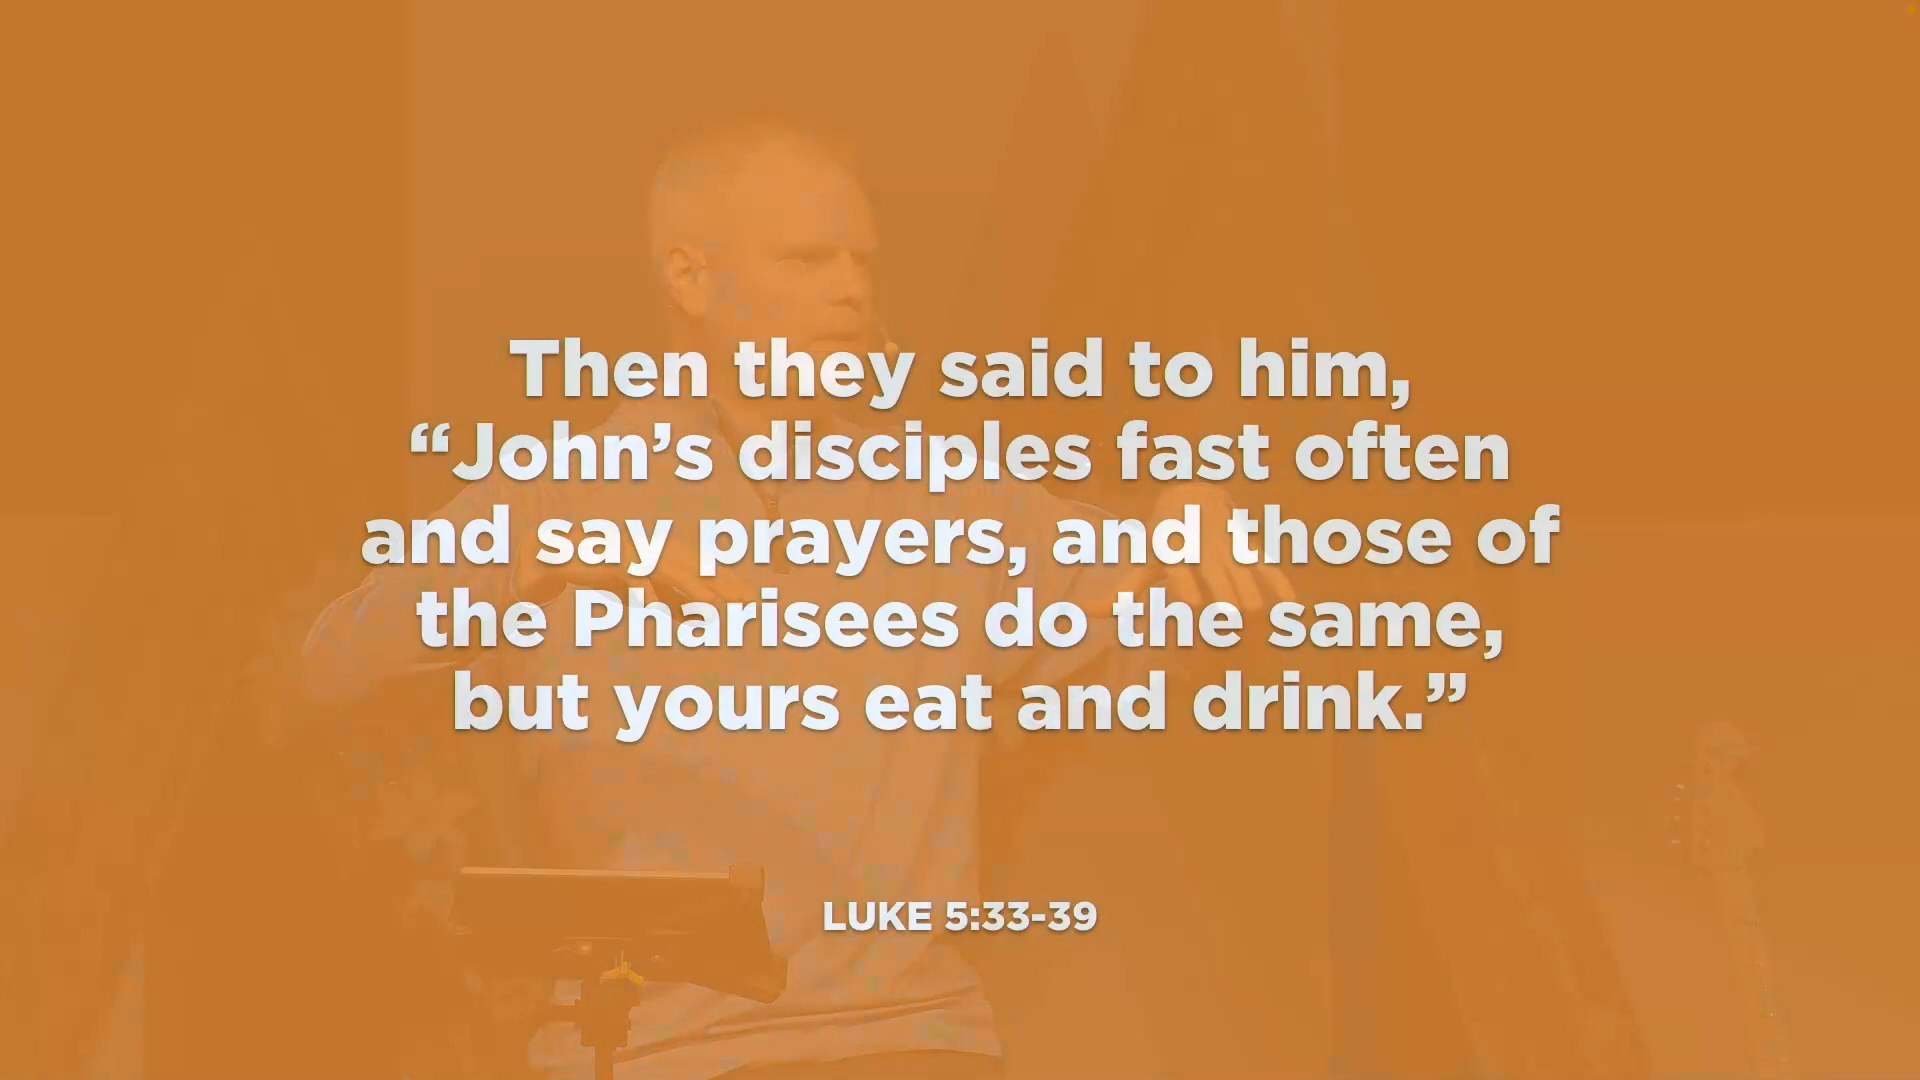 Then they said to him,
“John’s disciples fast often
and say prayers, and those of
the Pharisees do the same,
but yours eat and drink.”
LUKE 5:33-39